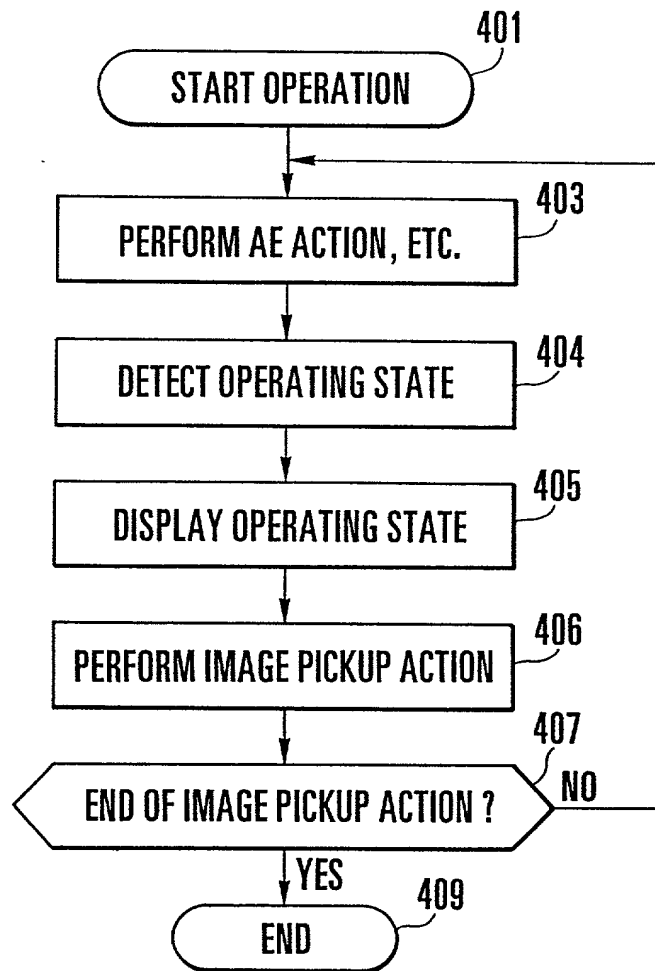 401
START OPERATION
403
PERFORM AE ACTION, ETC.
404
DETECT OPERATING STATE
405
DISPLAY OPERATING STATE
406
PERFORM IMAGE PICKUP ACTION
407
END OF IMAGE PICKUP ACTION ?
NO
YES
409
END